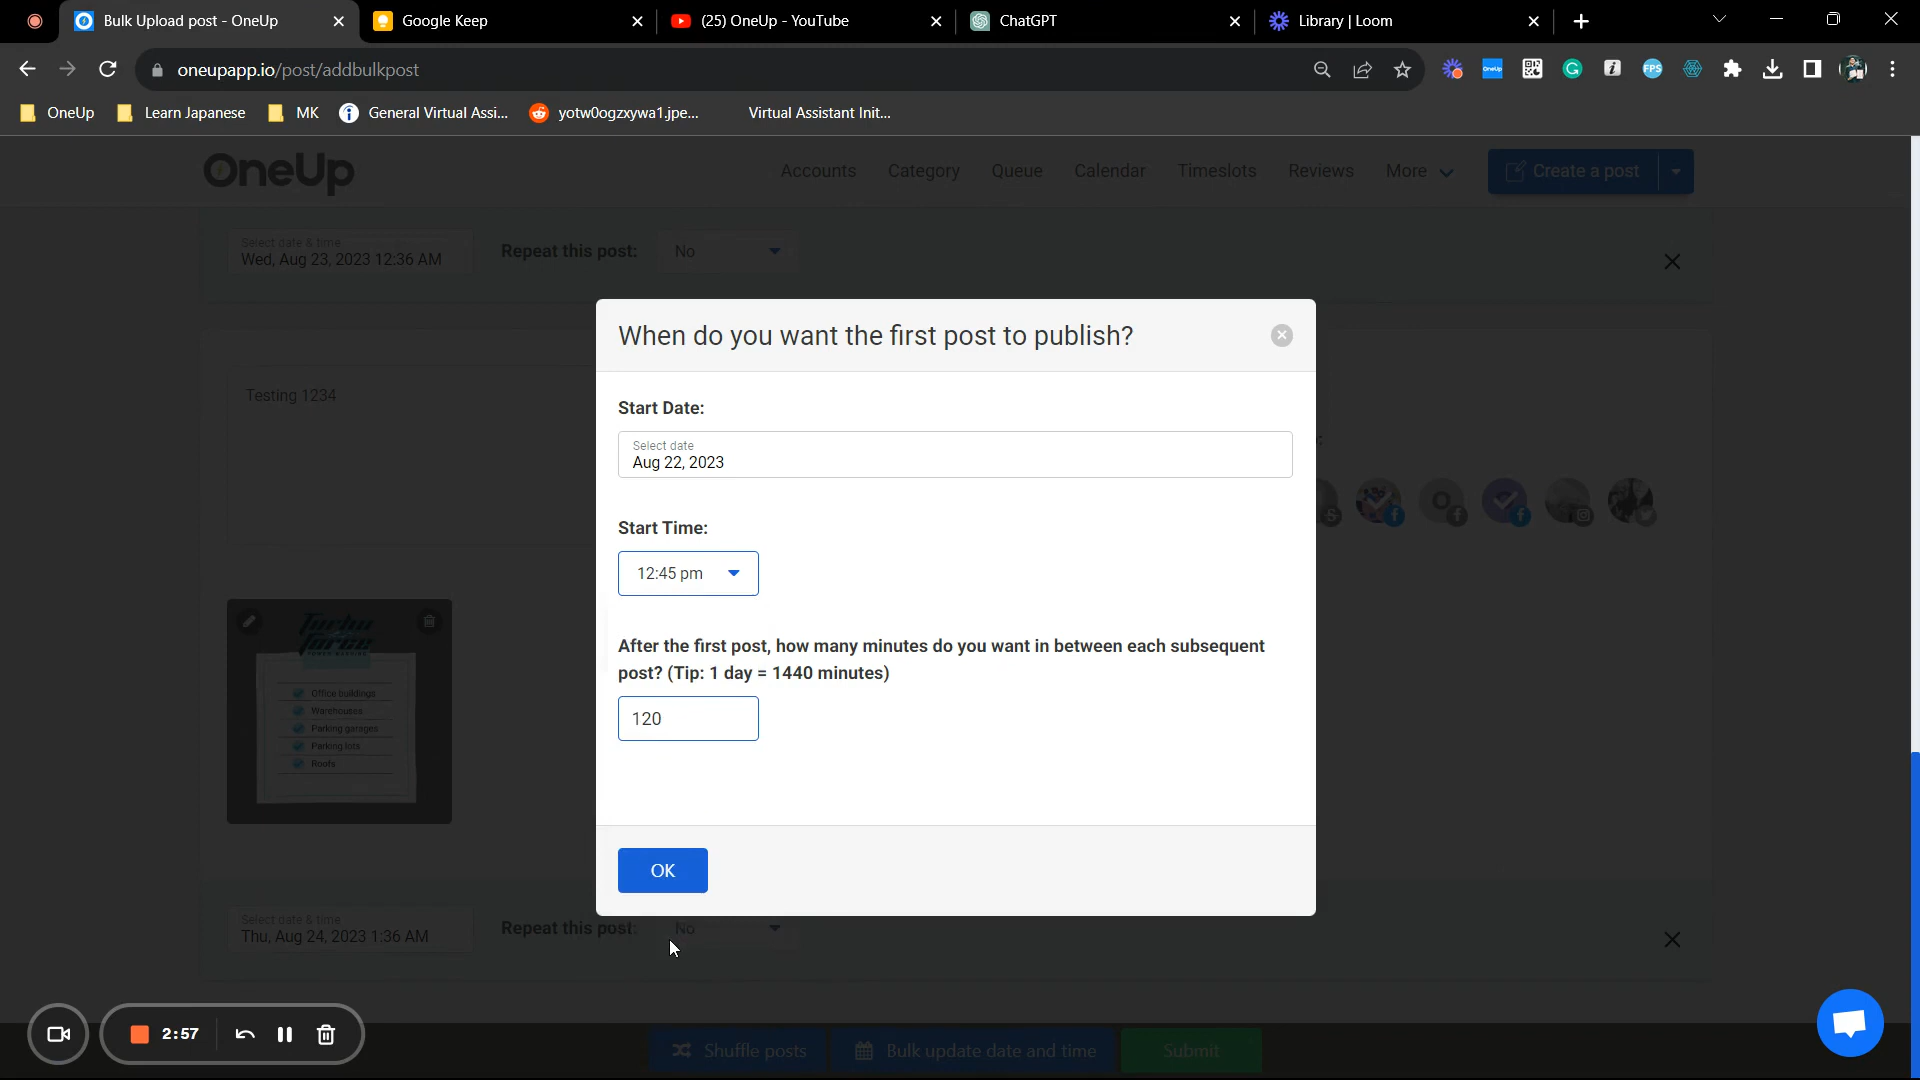 Bulk Upload post - OneUp
Google Keep
(25) OneUp - YouTube
ChatGPT
Library | Loom
oneupapp.io/post/addbulkpost
OneUp
Learn Japanese
MK
General Virtual Assi...
yotw0ogzxywa1.jpe...
Virtual Assistant Init...
OneUp
FPS
OneUp
Accounts
Category
Queue
Calendar
Timeslots
Reviews
More
Create a post
Select date & time
Wed, Aug 23, 2023 12:36 AM
Repeat this post:
No
When do you want the first post to publish?
Testing 1234
Start Date:
Select date
Aug 22, 2023
Start Time:
12:45 pm
After the first post, how many minutes do you want in between each subsequent
post? (Tip: 1 day = 1440 minutes)
120
Turbo
Force
Office buildings
Warehouses
Parking garages
Parking lots
Roofs
OK
Select date & time
Thu, Aug 24, 2023 1:36 AM
Repeat this post:
No
2:57
Shuffle posts
Bulk update date and time
Submit